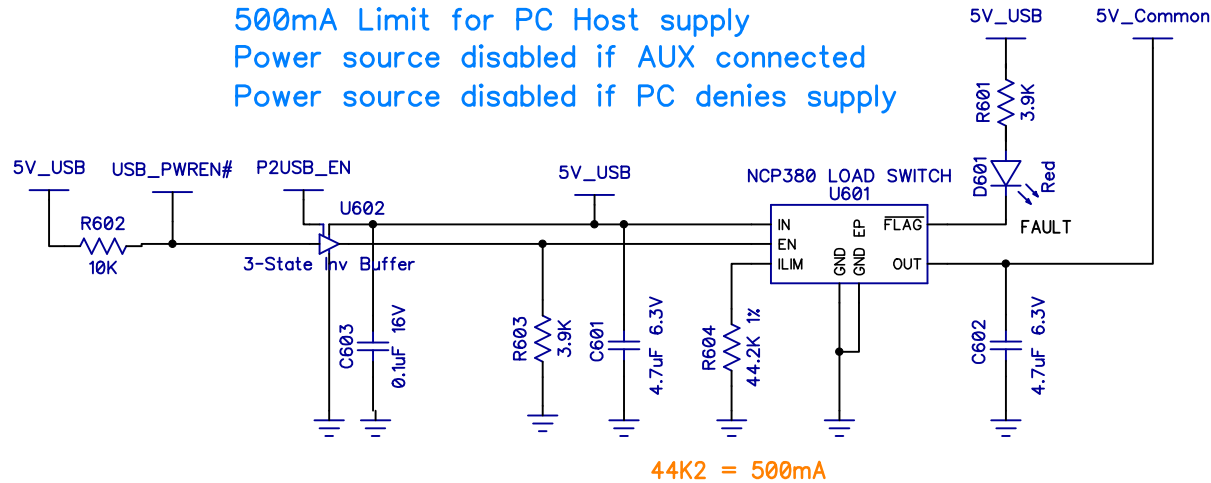 500mA Limit for PC Host supply
Power source disabled if AUX connected
Power source disabled if PC denies supply
5V_USB
5V_Common
R601
3.9K
D601
Red
FAULT
5V_USB
USB_PWREN#
P2USB_EN
5V_USB
NCP380 LOAD SWITCH
U601
R602
10K
U602
3-State Inv Buffer
IN
EN
ILIM
GND
GND EP
FLAG
OUT
C603
0.1uF 16V
R603
3.9K
C601
4.7uF 6.3V
R604
44.2K 1%
C602
4.7uF 6.3V
44K2 = 500mA